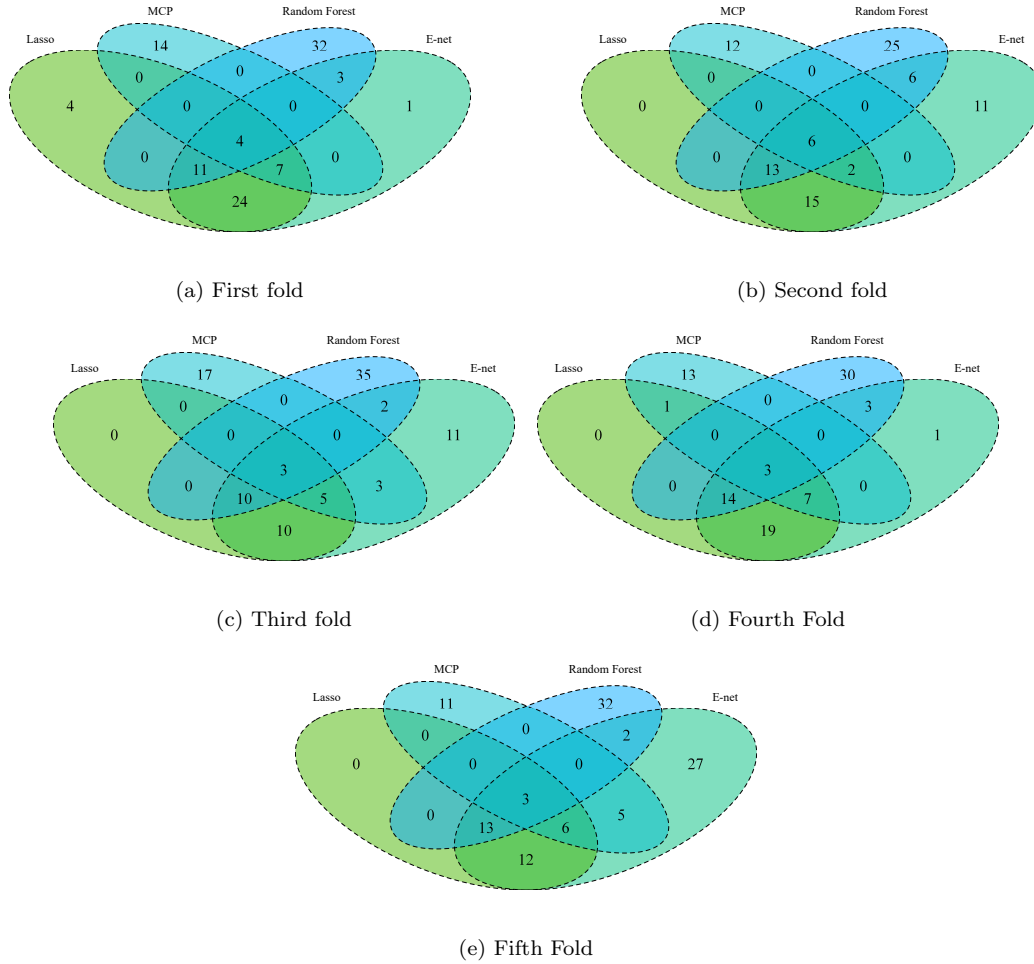 MCP Random Forest
Lasso E-net
14 32
0 3
4 0 0 0 1
4
0 11 7 0
24
(a) First fold
MCP Random Forest
Lasso E-net
12 25
0 0 6
0 0 0 11
6
0 13 2 0
15
(b) Second fold
MCP Random Forest
Lasso E-net
17 35
0 0 2
0 0 0 11
3
0 10 5 3
10
(c) Third fold
MCP Random Forest
Lasso E-net
13 30
1 0 3
0 0 0 1
3
0 14 7 0
19
(d) Fourth Fold
MCP Random Forest
Lasso E-net
11 32
0 0 2
0 0 0 27
3
0 13 6 5
12
(e) Fifth Fold